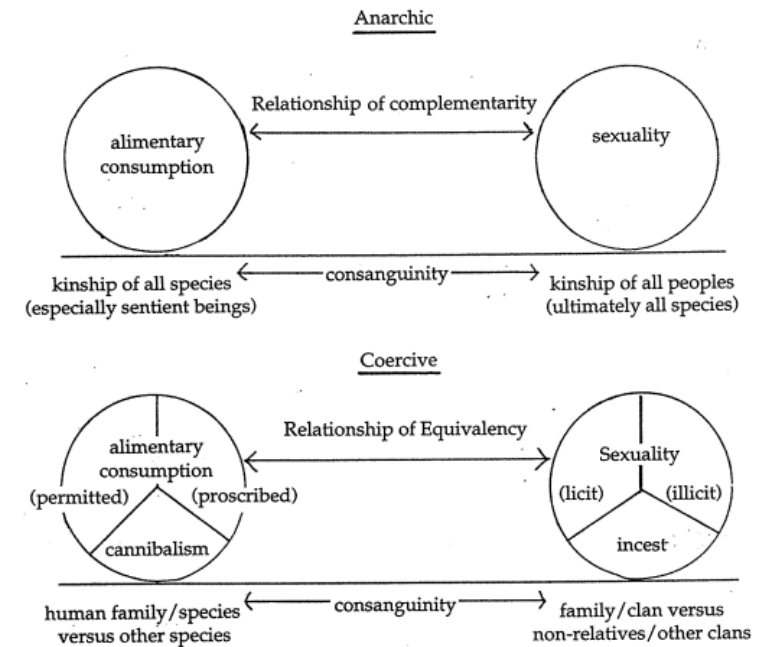 Anarchic
Relationship of complementarity
alimentary
consumption
sexuality
kinship of all species
(especially sentient beings)
consanguinity
kinship of all peoples
(ultimately all species)
Coercive
Relationship of Equivalency
alimentary
consumption
(permitted) (proscribed)
cannibalism
Sexuality
(licit) (illicit)
incest
human family/species
versus other species
consanguinity
family/clan versus
non-relatives/other clans